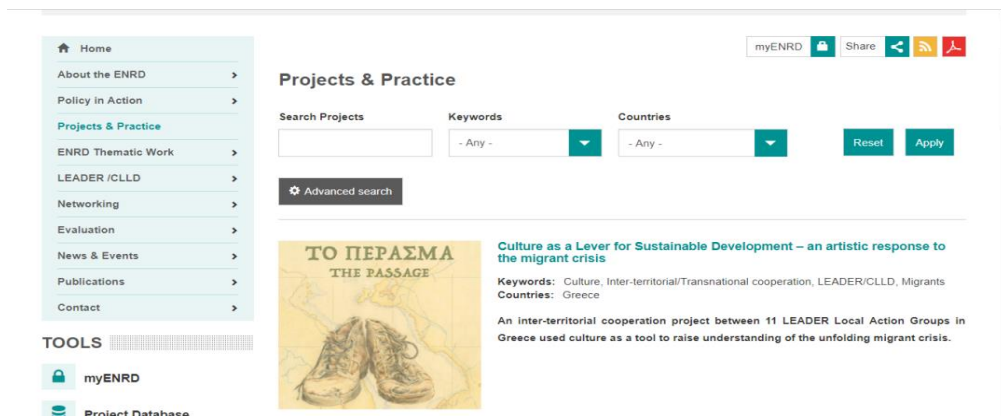 Home
About the ENRD
Policy in Action
Projects & Practice
ENRD Thematic Work
LEADER /CLLD
Networking
Evaluation
News & Events
Publications
Contact
TOOLS
myENRD
Project Database
myENRD
Share
Projects & Practice
Search Projects
Keywords
Countries
- Any -
- Any -
Reset
Apply
Advanced search
ΤΟ ΠΕΡΑΣΜΑ
THE PASSAGE
Culture as a Lever for Sustainable Development – an artistic response to
the migrant crisis
Keywords: Culture, Inter-territorial/Transnational cooperation, LEADER/CLLD, Migrants
Countries: Greece
An inter-territorial cooperation project between 11 LEADER Local Action Groups in
Greece used culture as a tool to raise understanding of the unfolding migrant crisis.